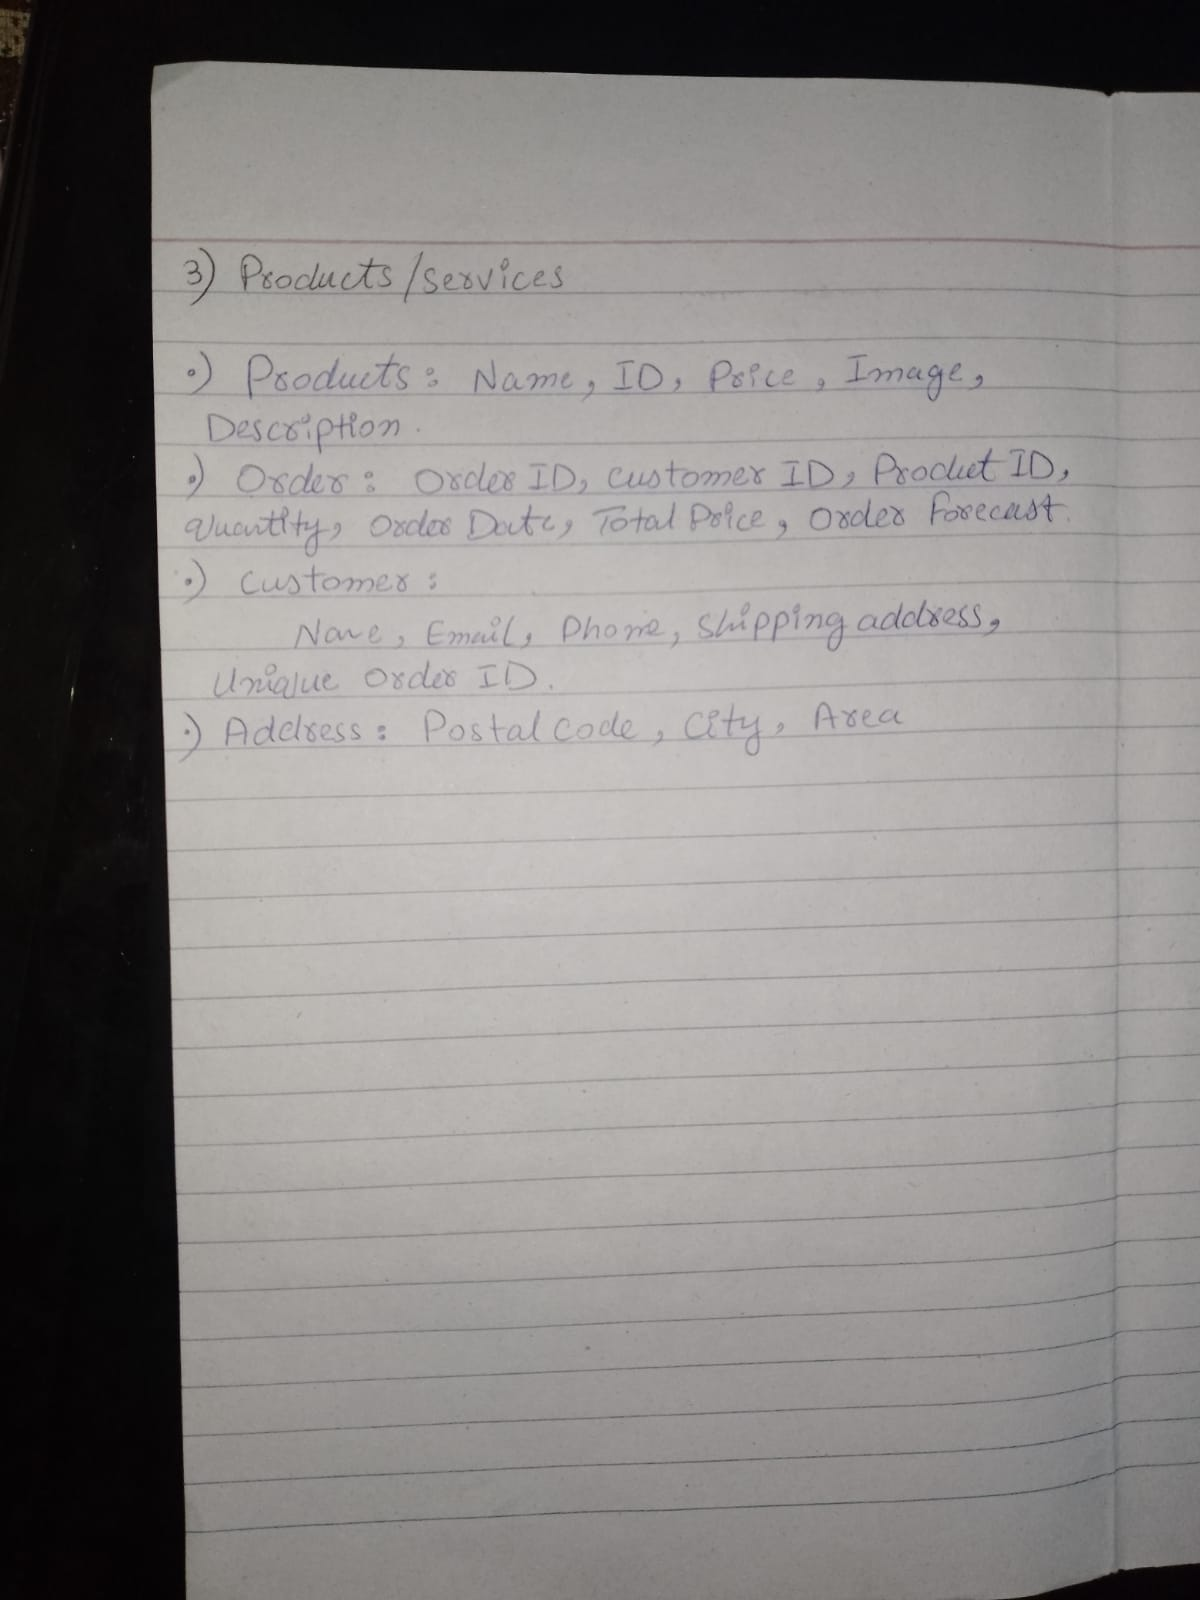 3) Products/services
•) Products: Name, ID, Price, Image,
Description.
•) Order: Order ID, customer ID, Product ID,
Quantity, Order Date, Total Price, Order Forecast.
•) Customer:
Name, Email, Phone, Shipping address,
Unique Order ID.
•) Address: Postal code, City, Area